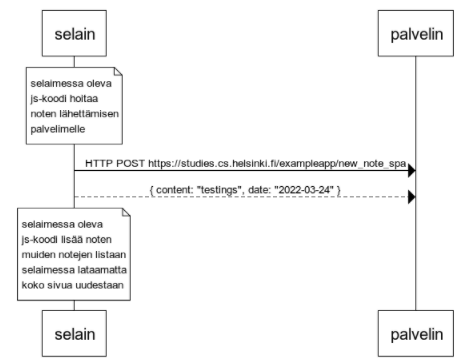 selain palvelin
selaimessa oleva
js-koodi hoitaa
noten lähettämisen
palvelimelle
HTTP POST https://studies.cs.helsinki.fi/exampleapp/new_note_spa
{ content: "testings", date: "2022-03-24" }
selaimessa oleva
js-koodi lisää noten
muiden notejen listaan
selaimessa lataamatta
koko sivua uudestaan
selain palvelin